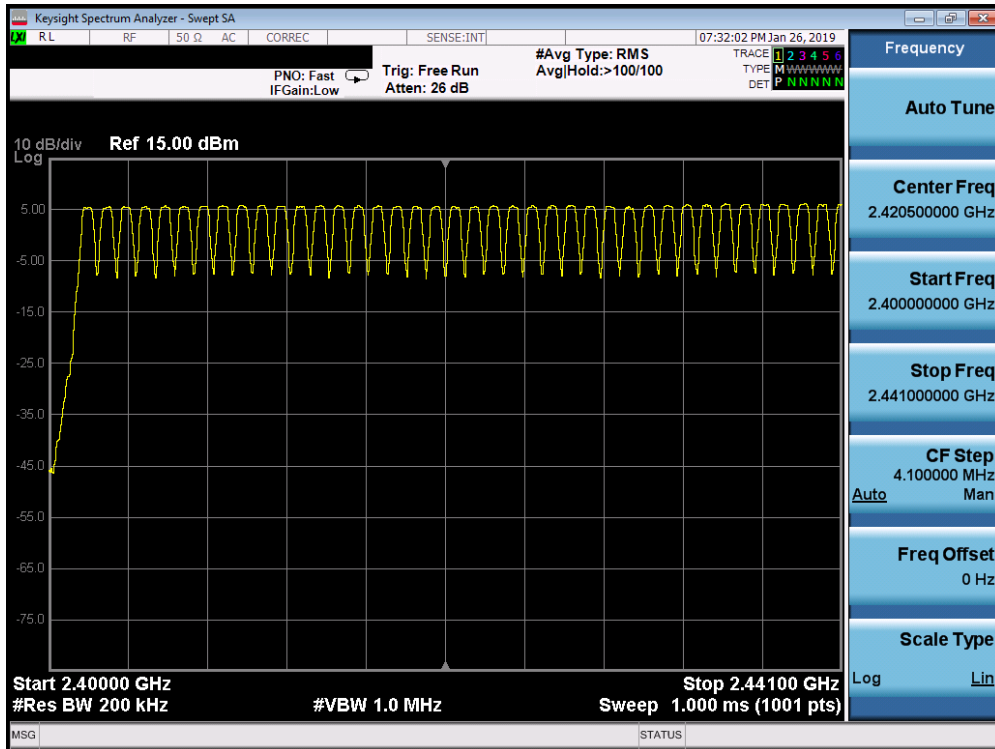 Keysight Spectrum Analyzer - Swept SA
LXI RL RF 50 Ω AC CORREC SENSE:INT 07:32:02 PM Jan 26, 2019
PNO: Fast
IFGain:Low
Trig: Free Run
Atten: 26 dB
#Avg Type: RMS
Avg|Hold:>100/100
TRACE 1 2 3 4 5 6
TYPE M WWWWW
DET P N N N N N
10 dB/div
Log
Ref 15.00 dBm
5.00
-5.00
-15.0
-25.0
-35.0
-45.0
-55.0
-65.0
-75.0
Start 2.40000 GHz
Stop 2.44100 GHz
#Res BW 200 kHz
#VBW 1.0 MHz
Sweep 1.000 ms (1001 pts)
MSG
STATUS
Frequency
Auto Tune
Center Freq
2.420500000 GHz
Start Freq
2.400000000 GHz
Stop Freq
2.441000000 GHz
CF Step
4.100000 MHz
Auto Man
Freq Offset
0 Hz
Scale Type
Log Lin